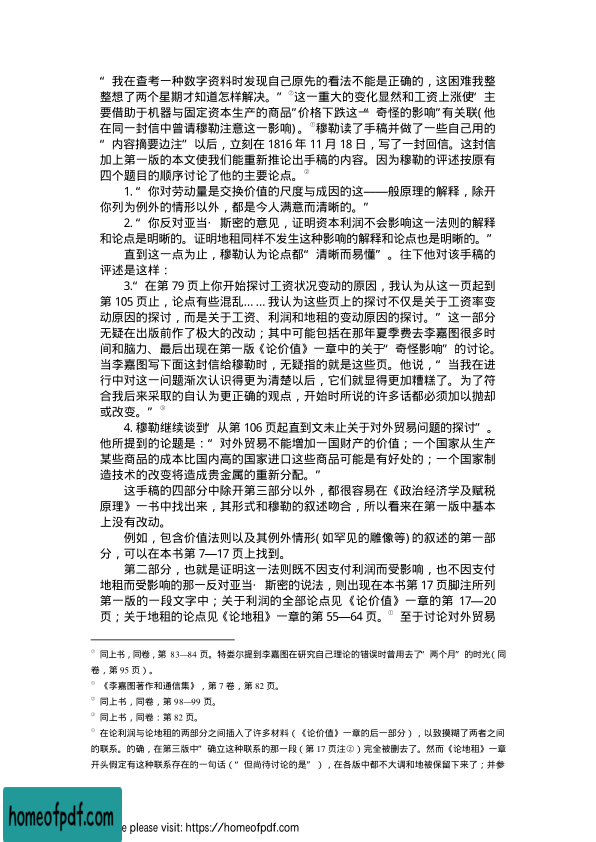 “ 我在查考一种数字资料时发现自己原先的看法不能是正确的，这困难我整
整想了两个星期才知道怎样解决。”②这一重大的变化显然和工资上涨使“ 主
要借助于机器与固定资本生产的商品”价格下跌这一“ 奇怪的影响”有关联( 他
在同一封信中曾请穆勒注意这一影响) 。①穆勒读了手稿并做了一些自己用的
“ 内容摘要边注”以后，立刻在 1816 年 11 月 18 日，写了一封回信。这封信
加上第一版的本文使我们能重新推论出手稿的内容。因为穆勒的评述按原有
四个题目的顺序讨论了他的主要论点。②
1. “ 你对劳动量是交换价值的尺度与成因的这——般原理的解释，除开
你列为例外的情形以外，都是今人满意而清晰的。”
2. “ 你反对亚当· 斯密的意见，证明资本利润不会影响这一法则的解释
和论点是明晰的。证明地租同样不发生这种影响的解释和论点也是明晰的。”
直到这一点为止，穆勒认为论点都“ 清晰而易懂” 。往下他对该手稿的
评述是这样：
3.“ 在第 79 页上你开始探讨工资状况变动的原因，我认为从这一页起到
第 105 页止，论点有些混乱... ... 我认为这些页上的探讨不仅是关于工资率变
动原因的探讨，而是关于工资、利润和地租的变动原因的探讨。” 这一部分
无疑在出版前作了极大的改动；其中可能包括在那年夏季费去李嘉图很多时
间和脑力、最后出现在第一版《论价值》一章中的关于“ 奇怪影响” 的讨论。
当李嘉图写下面这封信给穆勒时，无疑指的就是这些页。他说，“ 当我在进
行中对这一问题渐次认识得更为清楚以后，它们就显得更加糟糕了。为了符
合我后来采取的自认为更正确的观点，开始时所说的许多话都必须加以抛却
或改变。” ③
4. 穆勒继续谈到“ 从第 106 页起直到文未止关于对外贸易问题的探讨” 。
他所提到的论题是：“ 对外贸易不能增加一国财产的价值；一个国家从生产
某些商品的成本比国内高的国家进口这些商品可能是有好处的；一个国家制
造技术的改变将造成贵金属的重新分配。”
这手稿的四部分中除开第三部分以外，都很容易在《政治经济学及赋税
原理》一书中找出来，其形式和穆勒的叙述吻合，所以看来在第一版中基本
上没有改动。
例如，包含价值法则以及其例外情形( 如罕见的雕像等) 的叙述的第一部
分，可以在本书第 7—17 页上找到。
第二部分，也就是证明这一法则既不因支付利润而受影响，也不因支付
地租而受影响的那一反对亚当· 斯密的说法，则出现在本书第 17 页脚注所列
第一版的一段文字中；关于利润的全部论点见《论价值》一章的第 17—20
页；关于地租的论点见《论地租》一章的第 55—64 页。① 至于讨论对外贸易
② 同上书，同卷，第 83—84 页。特娄尔提到李嘉图在研究自己理论的错误时曾用去了“ 两个月” 的时光( 同
卷，第 95 页) 。
① 《李嘉图著作和通信集》，第 7 卷，第 82 页。
② 同上书，同卷，第 98—99 页。
③ 同上书，同卷：第 82 页。
① 在论利润与论地租的两部分之间插入了许多材料（《论价值》一章的后一部分），以致摸糊了两者之间
的联系。的确，在第三版中“ 确立这种联系的那一段（第 17 页注②）完全被删去了。然而《论地租》一章
开头假定有这种联系存在的一句话（“ 但尚待讨论的是” ），在各版中都不大调和地被保留下来了；并参
homeofpdf.com
e please visit: https://homeofpdf.com